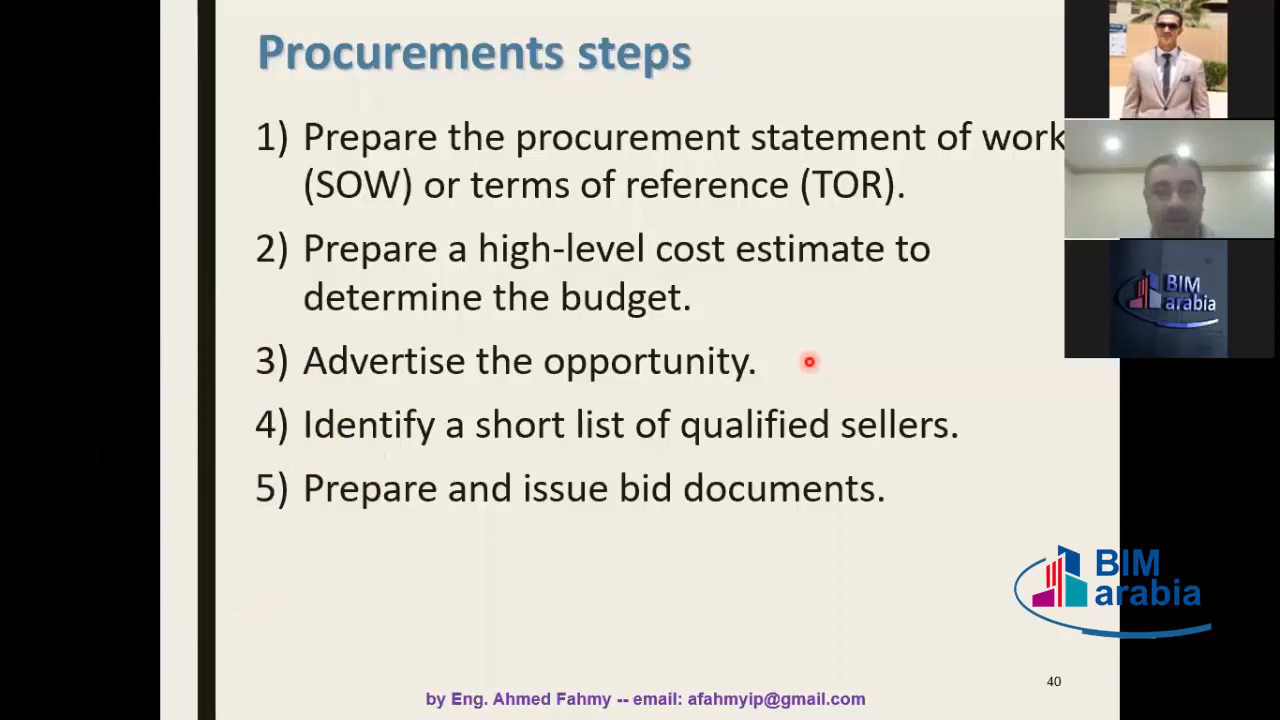 Procurements steps
1) Prepare the procurement statement of work
(SOW) or terms of reference (TOR).
2) Prepare a high-level cost estimate to
determine the budget.
3) Advertise the opportunity.
4) Identify a short list of qualified sellers.
5) Prepare and issue bid documents.
BIM
arabia
BIM
arabia
40
by Eng. Ahmed Fahmy -- email: afahmyip@gmail.com